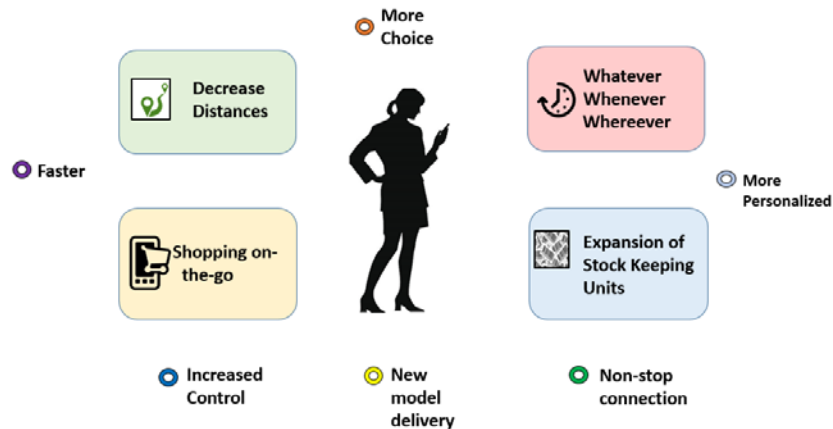 More
Choice
Decrease
Distances
Whatever
Whenever
Whereever
Faster
More
Personalized
Shopping on-
the-go
Expansion of
Stock Keeping
Units
Increased
Control
New
model
delivery
Non-stop
connection